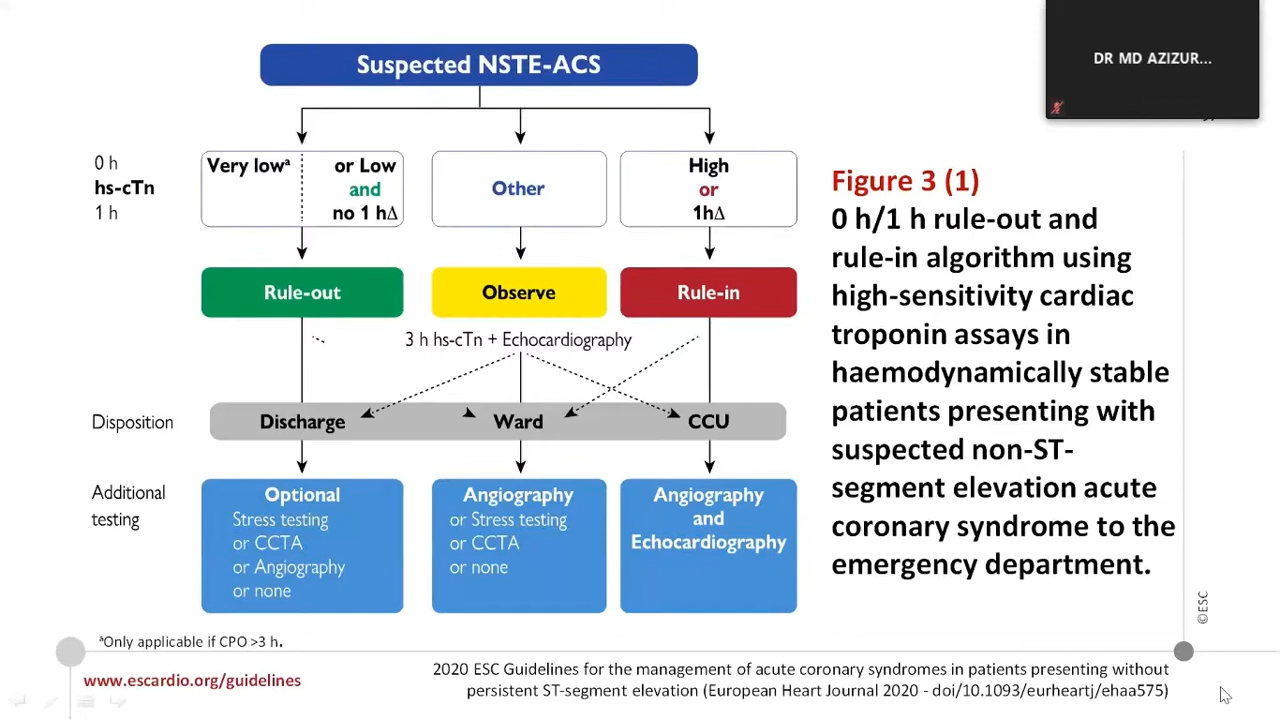 DR MD AZIZUR...
Suspected NSTE-ACS
0 h
hs-cTn
1 h
Very lowᵃ
or Low
and
no 1 hΔ
Other
High
or
1hΔ
Rule-out
Observe
Rule-in
3 h hs-cTn + Echocardiography
Disposition
Discharge
Ward
CCU
Additional
testing
Optional
Stress testing
or CCTA
or Angiography
or none
Angiography
or Stress testing
or CCTA
or none
Angiography
and
Echocardiography
Figure 3 (1)
0 h/1 h rule-out and
rule-in algorithm using
high-sensitivity cardiac
troponin assays in
haemodynamically stable
patients presenting with
suspected non-ST-
segment elevation acute
coronary syndrome to the
emergency department.
©ESC
ᵃOnly applicable if CPO >3 h.
www.escardio.org/guidelines
2020 ESC Guidelines for the management of acute coronary syndromes in patients presenting without
persistent ST-segment elevation (European Heart Journal 2020 - doi/10.1093/eurheartj/ehaa575)